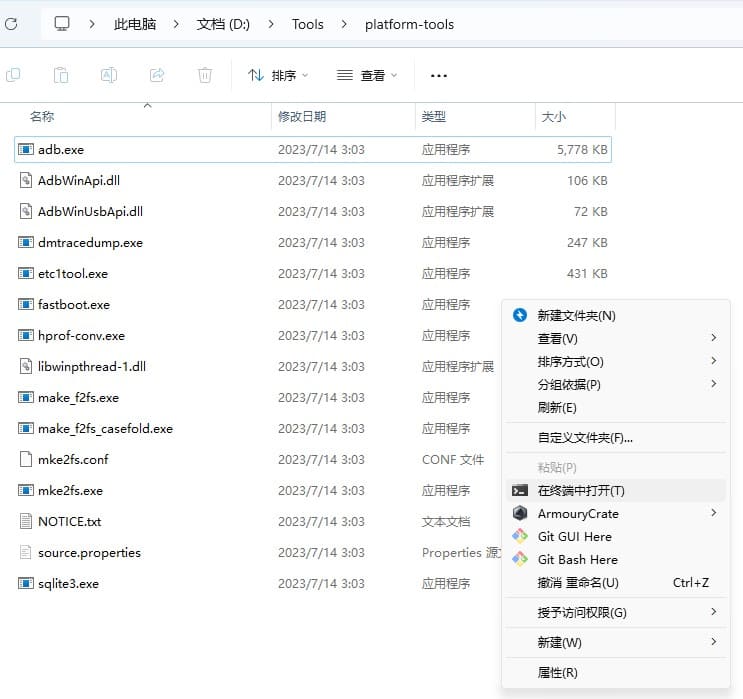 此电脑 > 文档 (D:) > Tools > platform-tools
排序 查看
名称 修改日期 类型 大小
adb.exe 2023/7/14 3:03 应用程序 5,778 KB
AdbWinApi.dll 2023/7/14 3:03 应用程序扩展 106 KB
AdbWinUsbApi.dll 2023/7/14 3:03 应用程序扩展 72 KB
dmtracedump.exe 2023/7/14 3:03 应用程序 247 KB
etc1tool.exe 2023/7/14 3:03 应用程序 431 KB
fastboot.exe 2023/7/14 3:03 应用程序
hprof-conv.exe 2023/7/14 3:03 应用程序
libwinpthread-1.dll 2023/7/14 3:03 应用程序扩展
make_f2fs.exe 2023/7/14 3:03 应用程序
make_f2fs_casefold.exe 2023/7/14 3:03 应用程序
mke2fs.conf 2023/7/14 3:03 CONF 文件
mke2fs.exe 2023/7/14 3:03 应用程序
NOTICE.txt 2023/7/14 3:03 文本文档
source.properties 2023/7/14 3:03 Properties 源
sqlite3.exe 2023/7/14 3:03 应用程序
新建文件夹(N)
查看(V)
排序方式(O)
分组依据(P)
刷新(E)
自定义文件夹(F)...
粘贴(P)
在终端中打开(T)
ArmouryCrate
Git GUI Here
Git Bash Here
撤消 重命名(U) Ctrl+Z
授予访问权限(G)
新建(W)
属性(R)